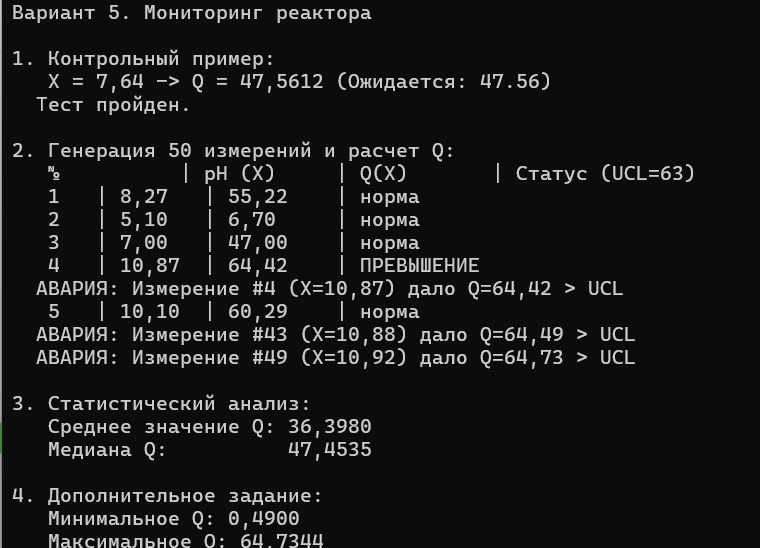 Вариант 5. Мониторинг реактора
1. Контрольный пример:
X = 7,64 -> Q = 47,5612 (Ожидается: 47.56)
Тест пройден.
2. Генерация 50 измерений и расчет Q:
№ | pH (X) | Q(X) | Статус (UCL=63)
1 | 8,27 | 55,22 | норма
2 | 5,10 | 6,70 | норма
3 | 7,00 | 47,00 | норма
4 | 10,87 | 64,42 | ПРЕВЫШЕНИЕ
АВАРИЯ: Измерение #4 (X=10,87) дало Q=64,42 > UCL
5 | 10,10 | 60,29 | норма
АВАРИЯ: Измерение #43 (X=10,88) дало Q=64,49 > UCL
АВАРИЯ: Измерение #49 (X=10,92) дало Q=64,73 > UCL
3. Статистический анализ:
Среднее значение Q: 36,3980
Медиана Q: 47,4535
4. Дополнительное задание:
Минимальное Q: 0,4900
Максимальное Q: 64,7344